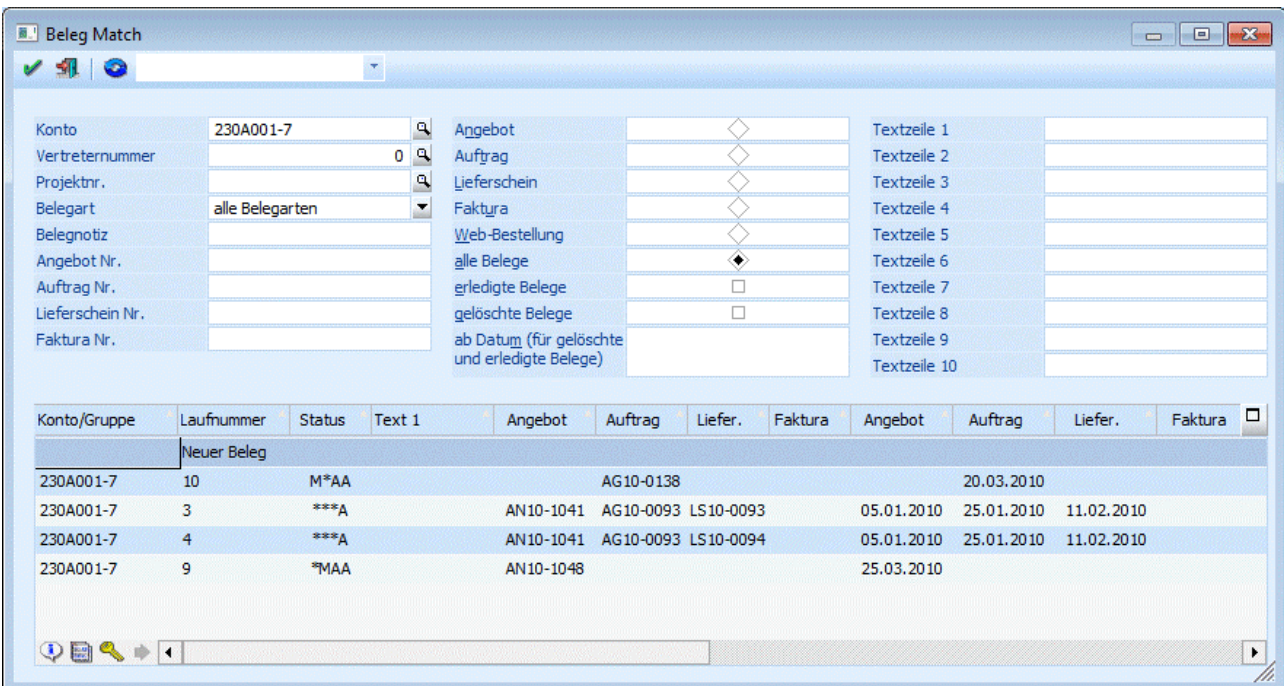 Beleg Match
Konto 230A001-7 Angebot Textzeile 1
Vertreternummer 0 Auftrag Textzeile 2
Projektnr. Lieferschein Textzeile 3
Belegart alle Belegarten Faktura Textzeile 4
Belegnotiz Web-Bestellung Textzeile 5
Angebot Nr. alle Belege Textzeile 6
Auftrag Nr. erledigte Belege Textzeile 7
Lieferschein Nr. gelöschte Belege Textzeile 8
Faktura Nr. ab Datum (für gelöschte Textzeile 9
und erledigte Belege) Textzeile 10
Konto/Gruppe Laufnummer Status Text 1 Angebot Auftrag Liefer. Faktura Angebot Auftrag Liefer. Faktura
Neuer Beleg
230A001-7 10 M*AA AG10-0138 20.03.2010
230A001-7 3 ***A AN10-1041 AG10-0093 LS10-0093 05.01.2010 25.01.2010 11.02.2010
230A001-7 4 ***A AN10-1041 AG10-0093 LS10-0094 05.01.2010 25.01.2010 11.02.2010
230A001-7 9 *MAA AN10-1048 25.03.2010